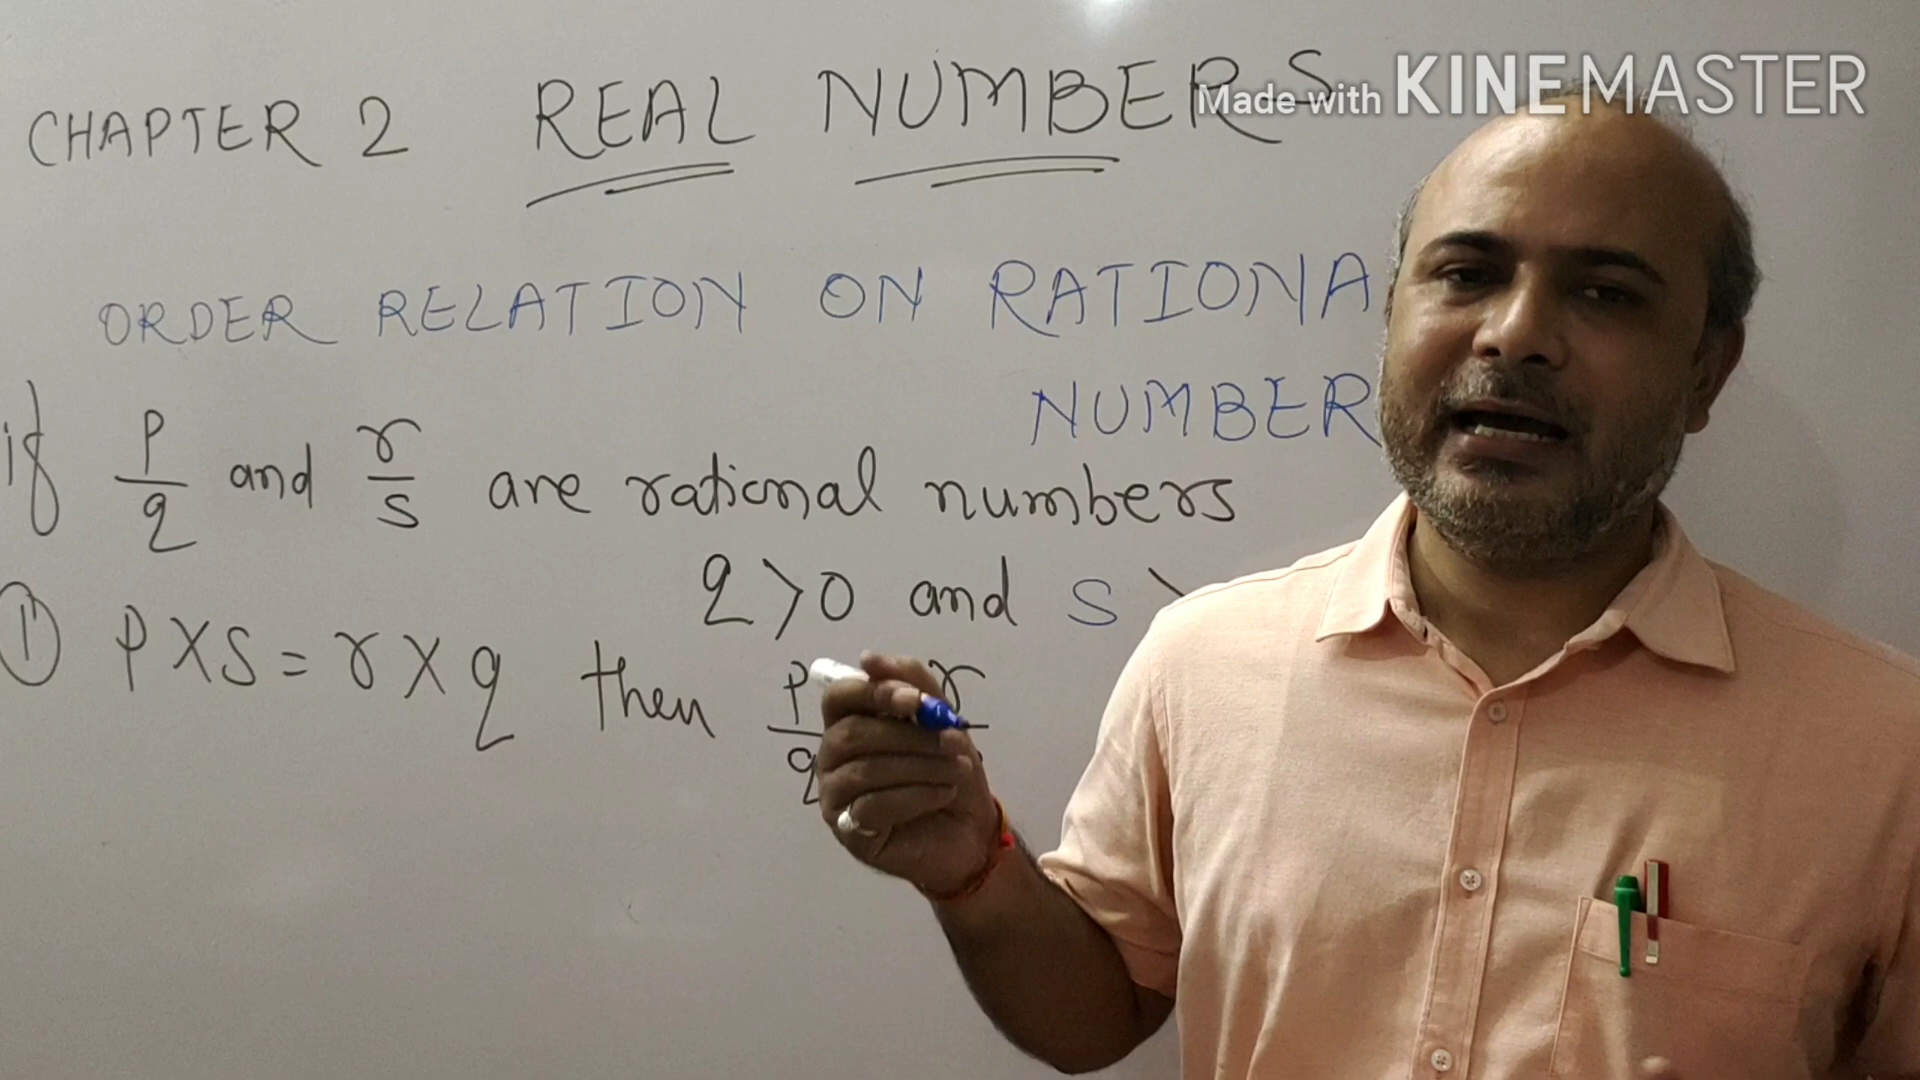 CHAPTER 2 REAL NUMBERS
Made with KINEMASTER
ORDER RELATION ON RATIONA
NUMBER
if p/q and r/s are rational numbers
q>0 and s >
① p×s = r×q then p/q r